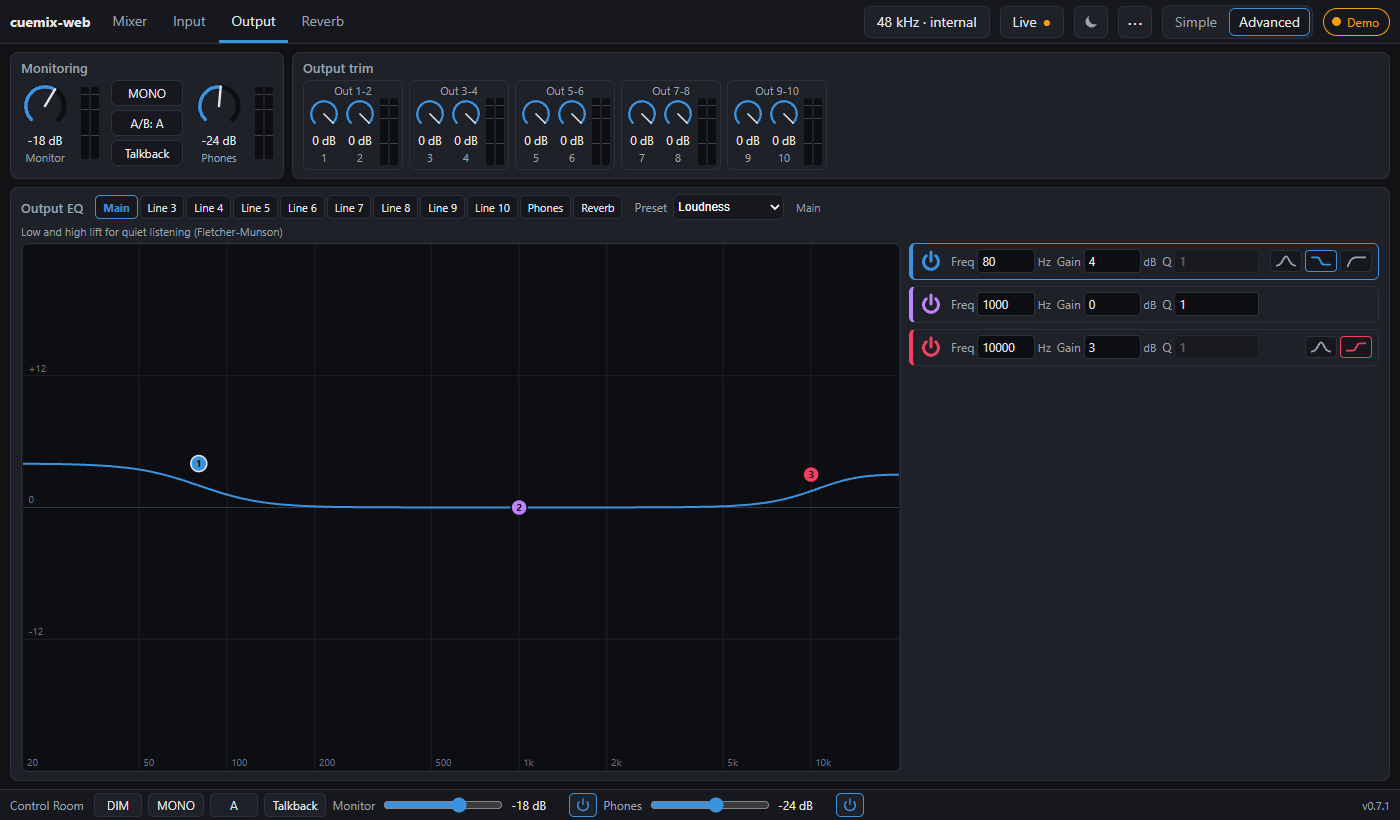 cuemix-web Mixer Input Output Reverb 48 kHz · internal Live ... Simple Advanced Demo
Monitoring
-18 dB
Monitor
MONO
A/B: A
Talkback
-24 dB
Phones
Output trim
Out 1-2 Out 3-4 Out 5-6 Out 7-8 Out 9-10
0 dB 0 dB 0 dB 0 dB 0 dB 0 dB 0 dB 0 dB 0 dB 0 dB
1 2 3 4 5 6 7 8 9 10
Output EQ Main Line 3 Line 4 Line 5 Line 6 Line 7 Line 8 Line 9 Line 10 Phones Reverb Preset Loudness Main
Low and high lift for quiet listening (Fletcher-Munson)
Freq 80 Hz Gain 4 dB Q 1
Freq 1000 Hz Gain 0 dB Q 1
Freq 10000 Hz Gain 3 dB Q 1
+12
1
3
0
2
-12
20 50 100 200 500 1k 2k 5k 10k
Control Room DIM MONO A Talkback Monitor -18 dB Phones -24 dB v0.7.1